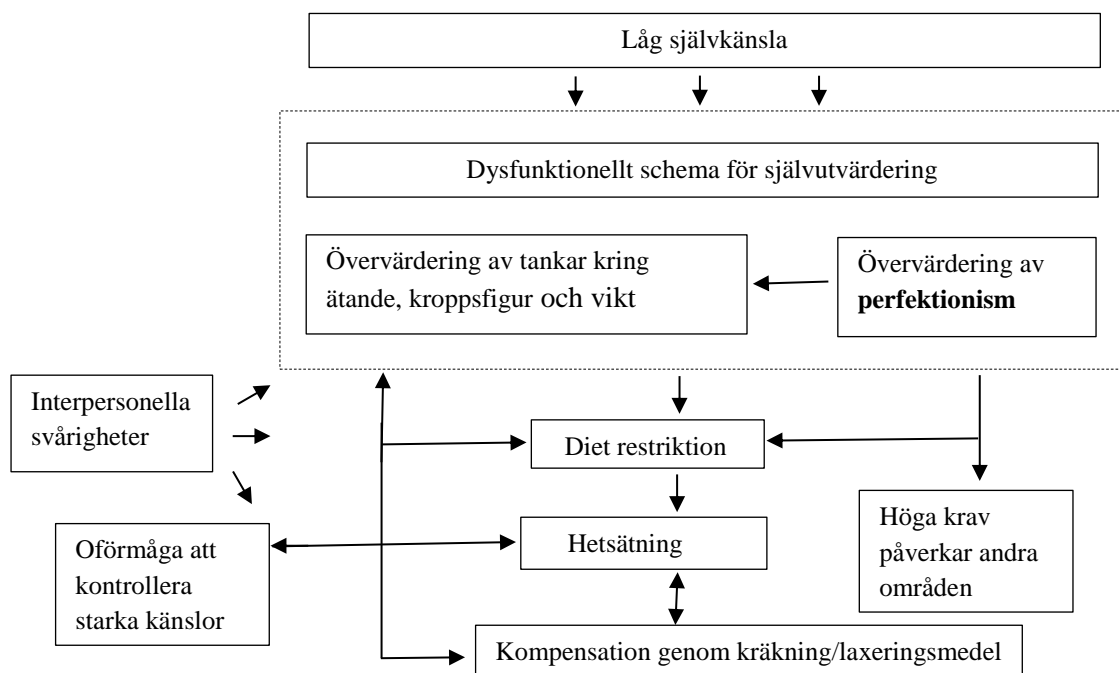 Låg självkänsla
Dysfunktionellt schema för självutvärdering
Övervärdering av tankar kring
ätande, kroppsfigur och vikt
Övervärdering av
perfektionism
Interpersonella
svårigheter
Diet restriktion
Oförmåga att
kontrollera
starka känslor
Hetsätning
Höga krav
påverkar andra
områden
Kompensation genom kräkning/laxeringsmedel